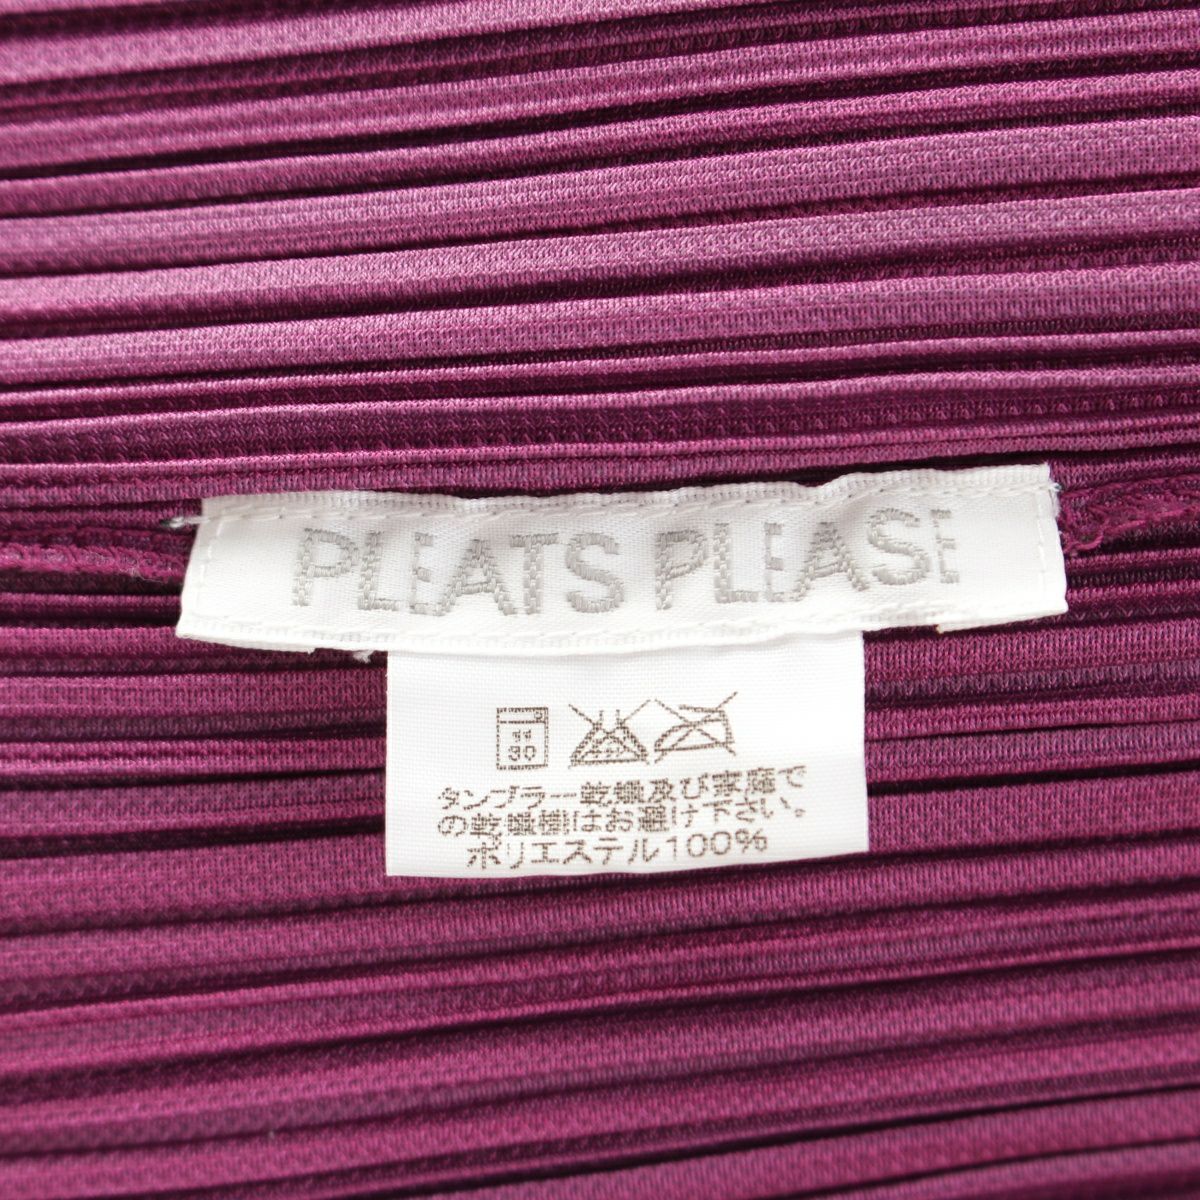 PLEATS PLEASE
30
タンブラー乾燥及び家庭で
の乾燥機はお避け下さい。
ポリエステル100%